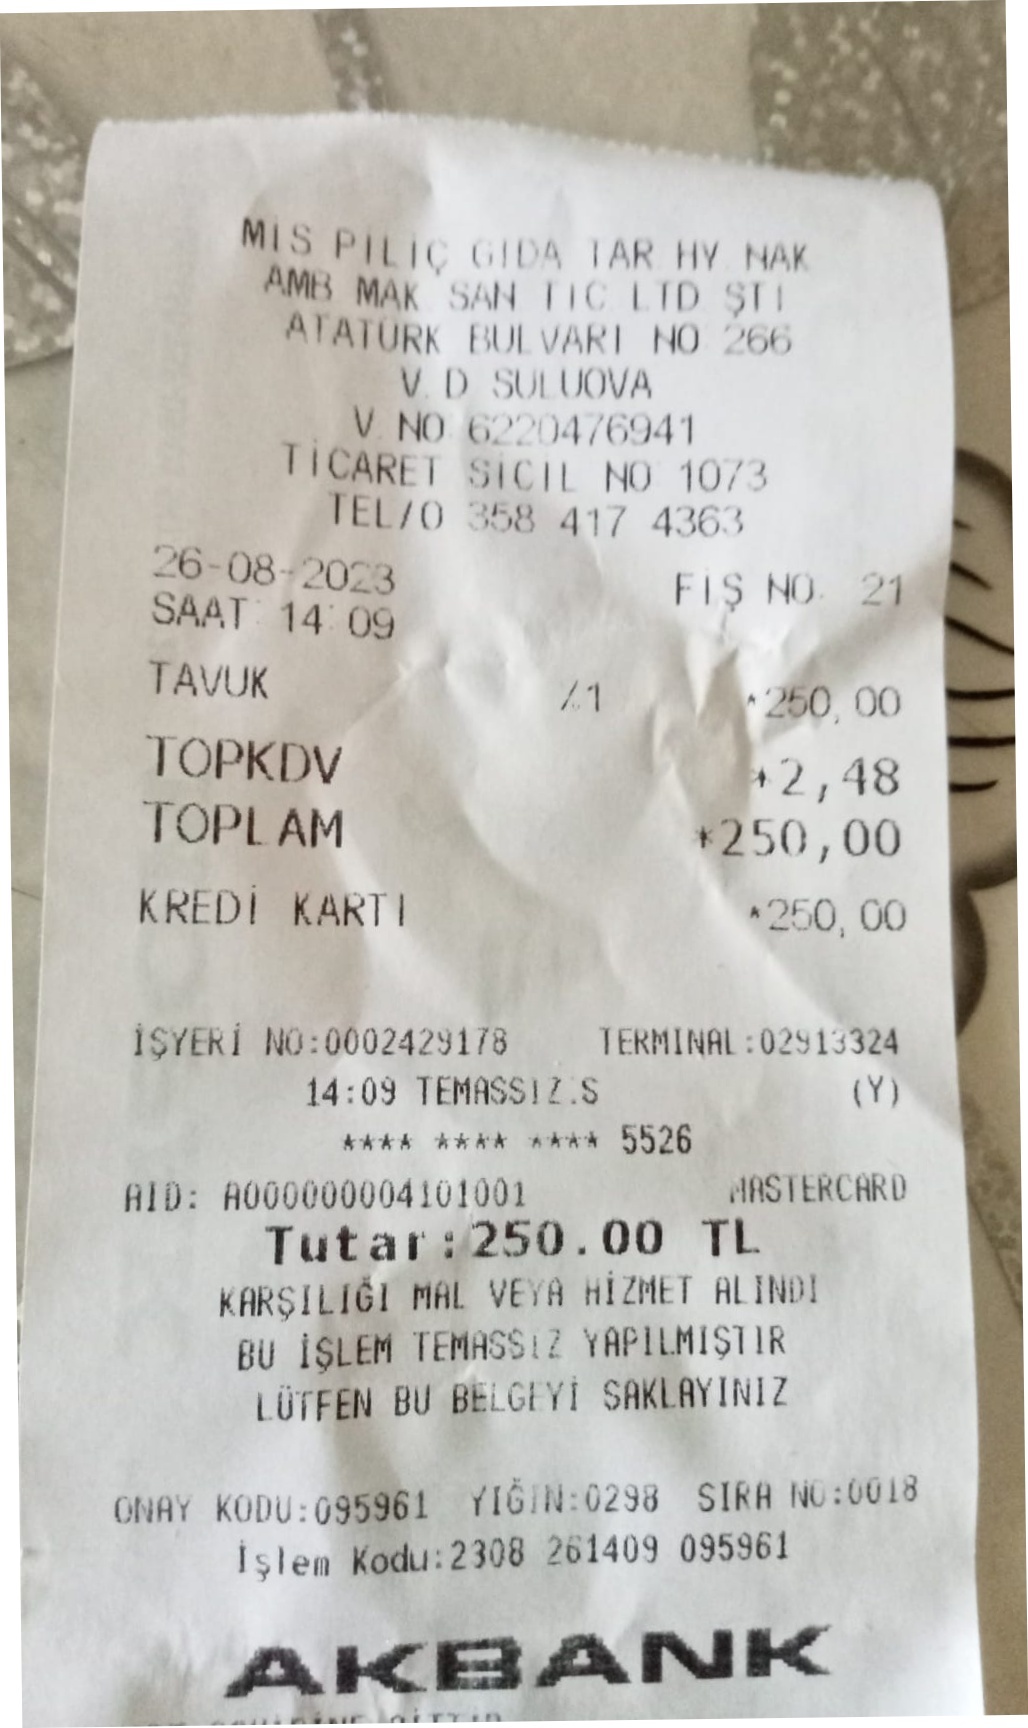 MİS PİLİÇ GIDA TAR HY. NAK
AMB MAK SAN TİC LTD ŞTİ
ATATÜRK BULVARI NO 266
V.D SULUOVA
V.NO 6220476941
TİCARET SİCİL NO 1073
TEL/0 358 417 4363
26-08-2023 FİŞ NO: 21
SAAT: 14:09
TAVUK %1 *250,00
TOPKDV *2,48
TOPLAM *250,00
KREDİ KARTI *250,00
İŞYERİ NO:0002429178 TERMINAL:02913324
14:09 TEMASSIZ.S (Y)
**** **** **** 5526
AID: A000000004101001 MASTERCARD
Tutar:250.00 TL
KARŞILIĞI MAL VEYA HİZMET ALINDI
BU İŞLEM TEMASSIZ YAPILMIŞTIR
LÜTFEN BU BELGEYİ SAKLAYINIZ
ONAY KODU:095961 YIĞIN:0298 SIRA NO:0018
İşlem Kodu:2308 261409 095961
AKBANK